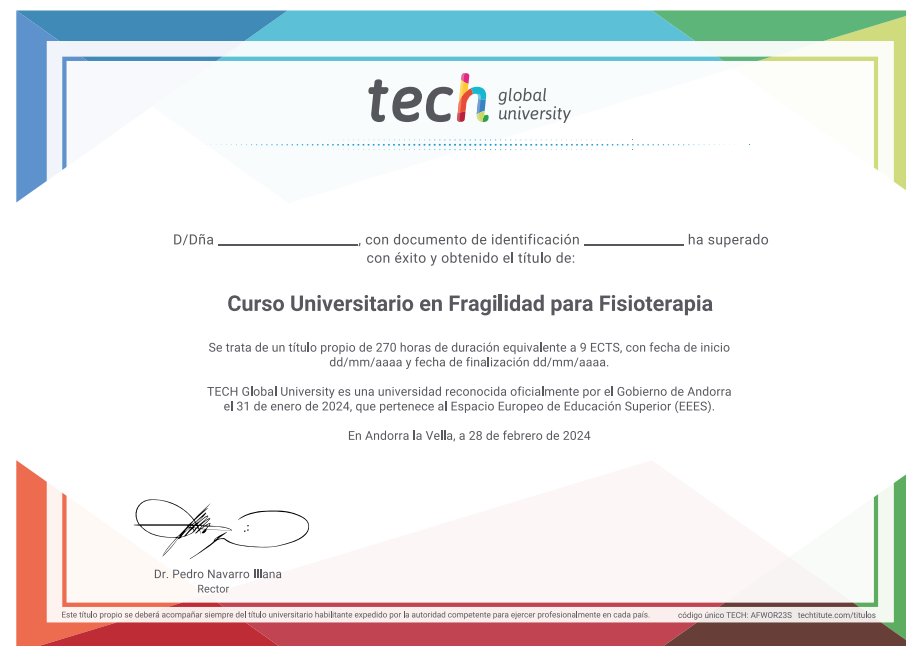 tech global university
D/Dña ____________, con documento de identificación ____________ ha superado
con éxito y obtenido el título de:
Curso Universitario en Fragilidad para Fisioterapia
Se trata de un título propio de 270 horas de duración equivalente a 9 ECTS, con fecha de inicio
dd/mm/aaaa y fecha de finalización dd/mm/aaaa.
TECH Global University es una universidad reconocida oficialmente por el Gobierno de Andorra
el 31 de enero de 2024, que pertenece al Espacio Europeo de Educación Superior (EEES).
En Andorra la Vella, a 28 de febrero de 2024
Dr. Pedro Navarro Illana
Rector
Este título propio se deberá acompañar siempre del título universitario habilitante expedido por la autoridad competente para ejercer profesionalmente en cada país. código único TECH: AFWOR23S techtitute.com/titulos